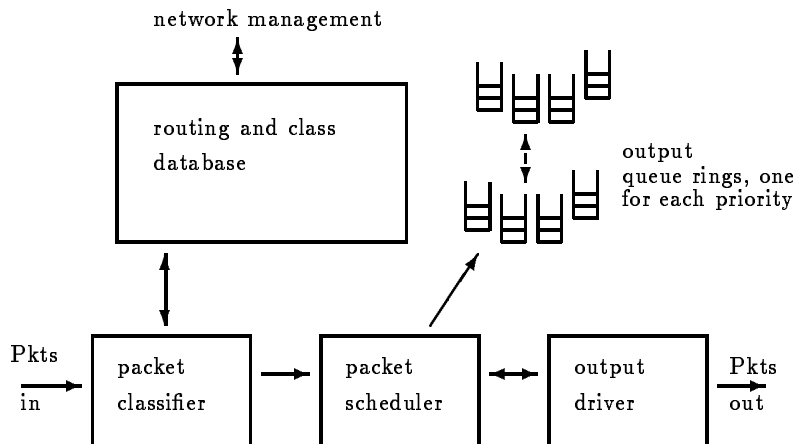 network management
routing and class
database
output
queue rings, one
for each priority
Pkts
in
packet
classifier
packet
scheduler
output
driver
Pkts
out